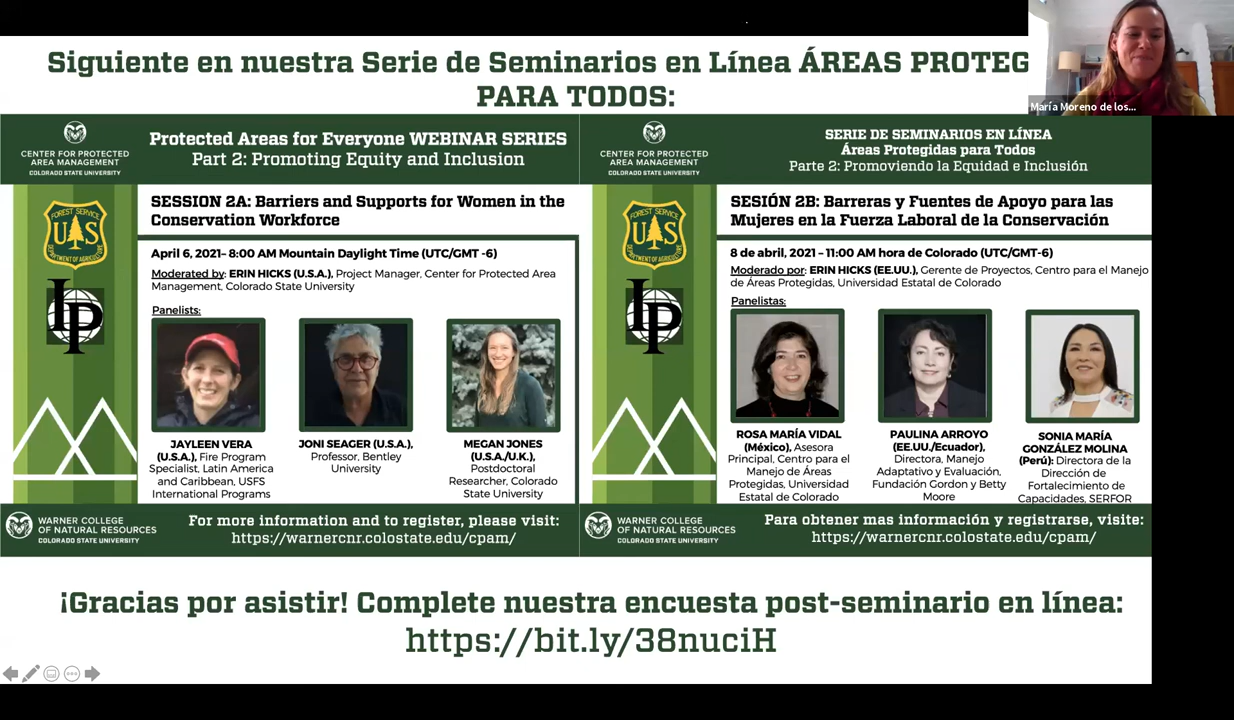 Siguiente en nuestra Serie de Seminarios en Línea ÁREAS PROTEG
PARA TODOS:
María Moreno de los...
CENTER FOR PROTECTED
AREA MANAGEMENT
COLORADO STATE UNIVERSITY
Protected Areas for Everyone WEBINAR SERIES
Part 2: Promoting Equity and Inclusion
FOREST SERVICE
U S
DEPARTMENT OF AGRICULTURE
IP
SESSION 2A: Barriers and Supports for Women in the
Conservation Workforce
April 6, 2021– 8:00 AM Mountain Daylight Time (UTC/GMT -6)
Moderated by: ERIN HICKS (U.S.A.), Project Manager, Center for Protected Area
Management, Colorado State University
Panelists:
JAYLEEN VERA
(U.S.A.), Fire Program
Specialist, Latin America
and Caribbean, USFS
International Programs
JONI SEAGER (U.S.A.),
Professor, Bentley
University
MEGAN JONES
(U.S.A./U.K.),
Postdoctoral
Researcher, Colorado
State University
WARNER COLLEGE
OF NATURAL RESOURCES
COLORADO STATE UNIVERSITY
For more information and to register, please visit:
https://warnercnr.colostate.edu/cpam/
CENTER FOR PROTECTED
AREA MANAGEMENT
COLORADO STATE UNIVERSITY
SERIE DE SEMINARIOS EN LÍNEA
Áreas Protegidas para Todos
Parte 2: Promoviendo la Equidad e Inclusión
FOREST SERVICE
U S
DEPARTMENT OF AGRICULTURE
IP
SESIÓN 2B: Barreras y Fuentes de Apoyo para las
Mujeres en la Fuerza Laboral de la Conservación
8 de abril, 2021 – 11:00 AM hora de Colorado (UTC/GMT-6)
Moderado por: ERIN HICKS (EE.UU.), Gerente de Proyectos, Centro para el Manejo
de Áreas Protegidas, Universidad Estatal de Colorado
Panelistas:
ROSA MARÍA VIDAL
(México), Asesora
Principal, Centro para el
Manejo de Áreas
Protegidas, Universidad
Estatal de Colorado
PAULINA ARROYO
(EE.UU./Ecuador),
Directora, Manejo
Adaptativo y Evaluación,
Fundación Gordon y Betty
Moore
SONIA MARÍA
GONZÁLEZ MOLINA
(Perú): Directora de la
Dirección de
Fortalecimiento de
Capacidades, SERFOR
WARNER COLLEGE
OF NATURAL RESOURCES
COLORADO STATE UNIVERSITY
Para obtener mas información y registrarse, visite:
https://warnercnr.colostate.edu/cpam/
¡Gracias por asistir! Complete nuestra encuesta post-seminario en línea:
https://bit.ly/38nuciH